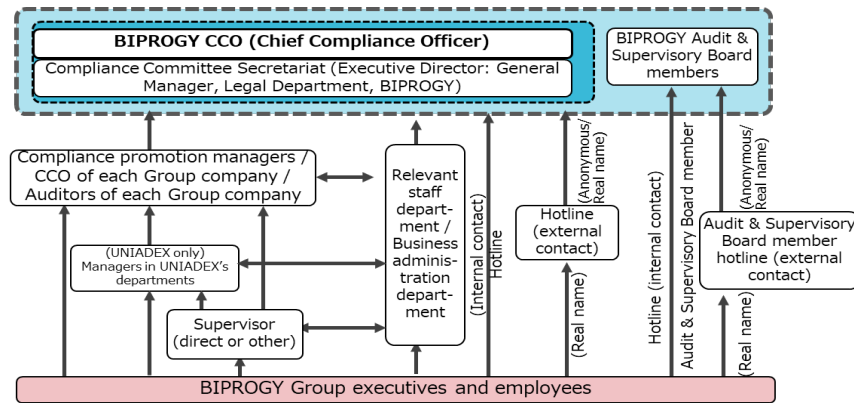 BIPROGY CCO (Chief Compliance Officer)
Compliance Committee Secretariat (Executive Director: General
Manager, Legal Department, BIPROGY)
BIPROGY Audit &
Supervisory Board
members
Compliance promotion managers /
CCO of each Group company /
Auditors of each Group company
Relevant
staff
depart-
ment /
Business
adminis-
tration
depart-
ment
(Internal contact)
Hotline
(Anonymous/
Real name)
Hotline
(external
contact)
(Real name)
Hotline (internal contact)
Audit & Supervisory Board member
(Anonymous/
Real name)
Audit & Supervisory
Board member
hotline (external
contact)
(Real name)
(UNIADEX only)
Managers in UNIADEX’s
departments
Supervisor
(direct or other)
BIPROGY Group executives and employees